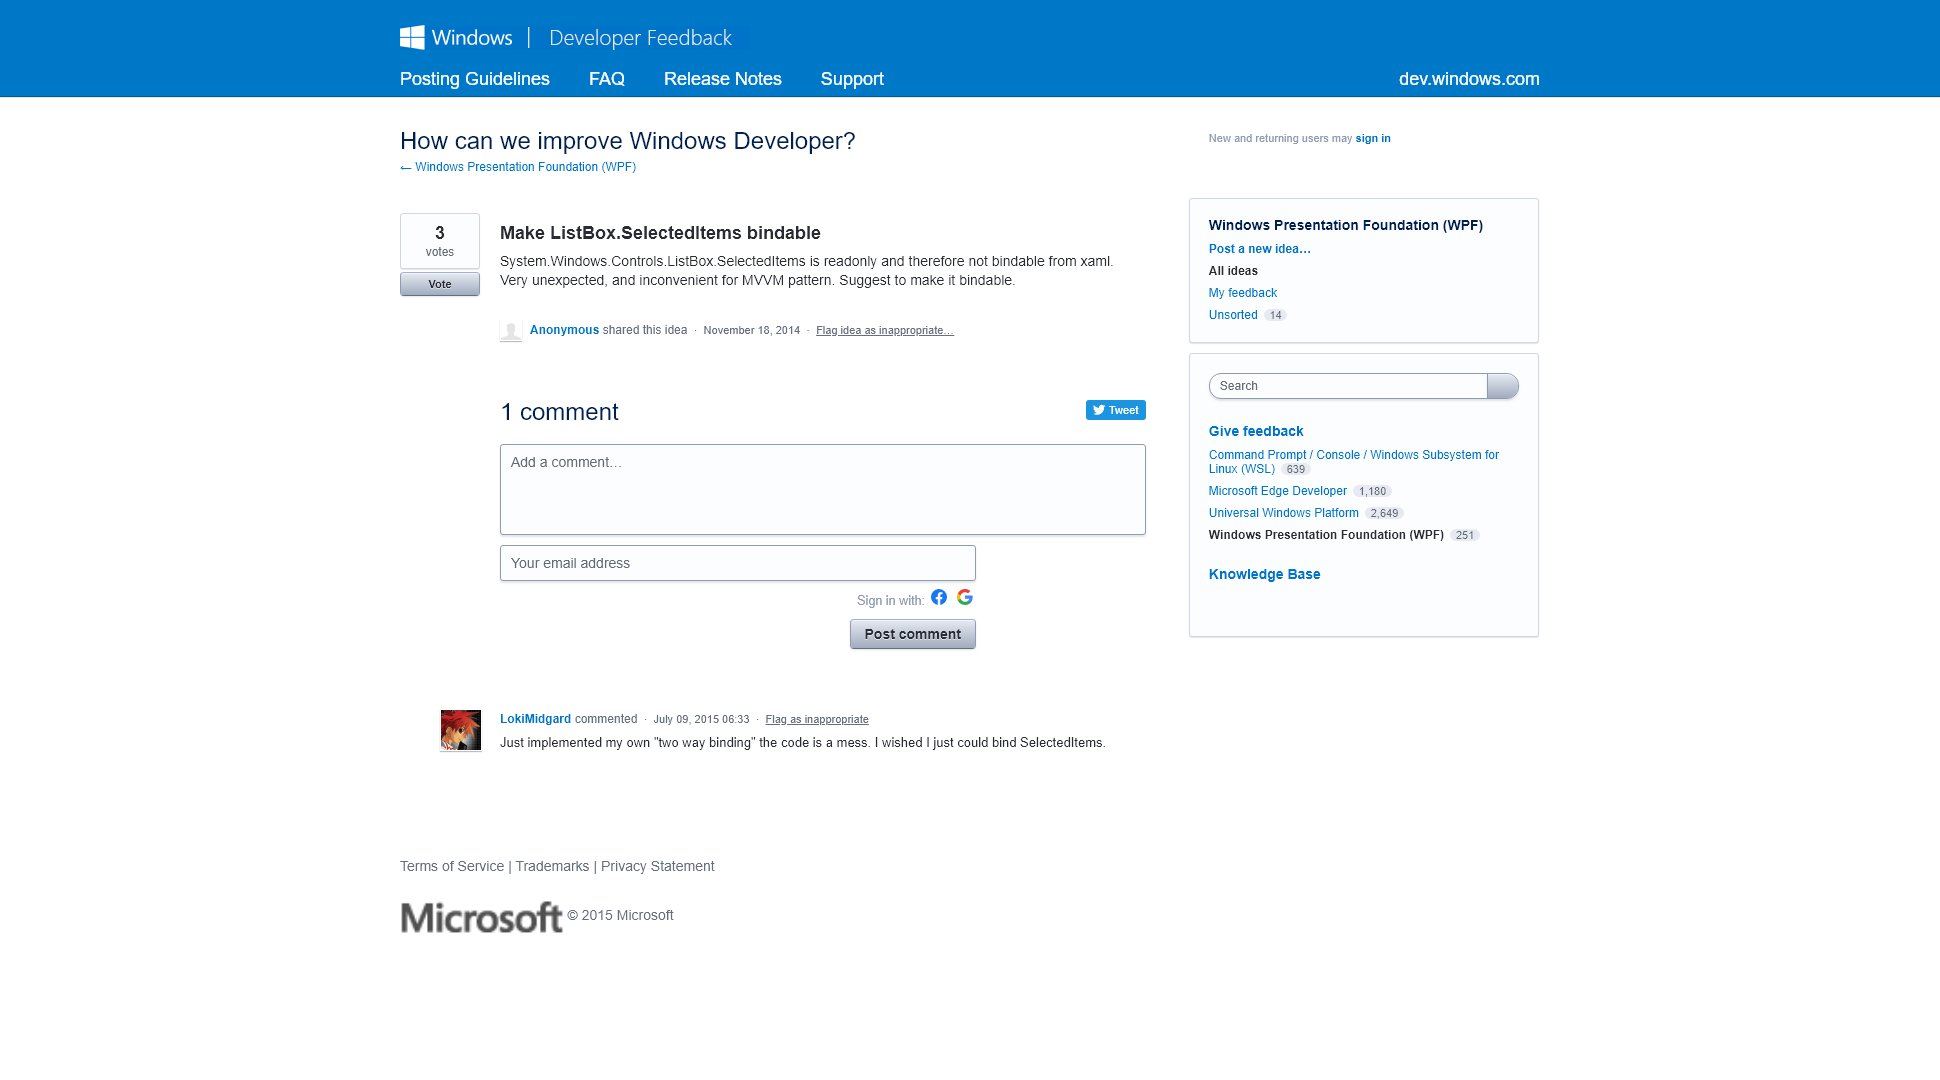 Windows | Developer Feedback
Posting Guidelines FAQ Release Notes Support dev.windows.com
How can we improve Windows Developer?
← Windows Presentation Foundation (WPF)
New and returning users may sign in
3
votes
Vote
Make ListBox.SelectedItems bindable
System.Windows.Controls.ListBox.SelectedItems is readonly and therefore not bindable from xaml.
Very unexpected, and inconvenient for MVVM pattern. Suggest to make it bindable.
Anonymous shared this idea · November 18, 2014 · Flag idea as inappropriate…
1 comment
Tweet
Add a comment…
Your email address
Sign in with:
Post comment
LokiMidgard commented · July 09, 2015 06:33 · Flag as inappropriate
Just implemented my own "two way binding" the code is a mess. I wished I just could bind SelectedItems.
Windows Presentation Foundation (WPF)
Post a new idea…
All ideas
My feedback
Unsorted 14
Search
Give feedback
Command Prompt / Console / Windows Subsystem for
Linux (WSL) 639
Microsoft Edge Developer 1,180
Universal Windows Platform 2,649
Windows Presentation Foundation (WPF) 251
Knowledge Base
Terms of Service | Trademarks | Privacy Statement
Microsoft © 2015 Microsoft